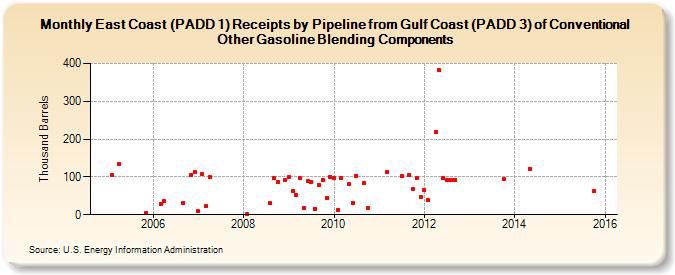 Monthly East Coast (PADD 1) Receipts by Pipeline from Gulf Coast (PADD 3) of Conventional
Other Gasoline Blending Components
Thousand Barrels
400
300
200
100
0
2006
2008
2010
2012
2014
2016
Source: U.S. Energy Information Administration